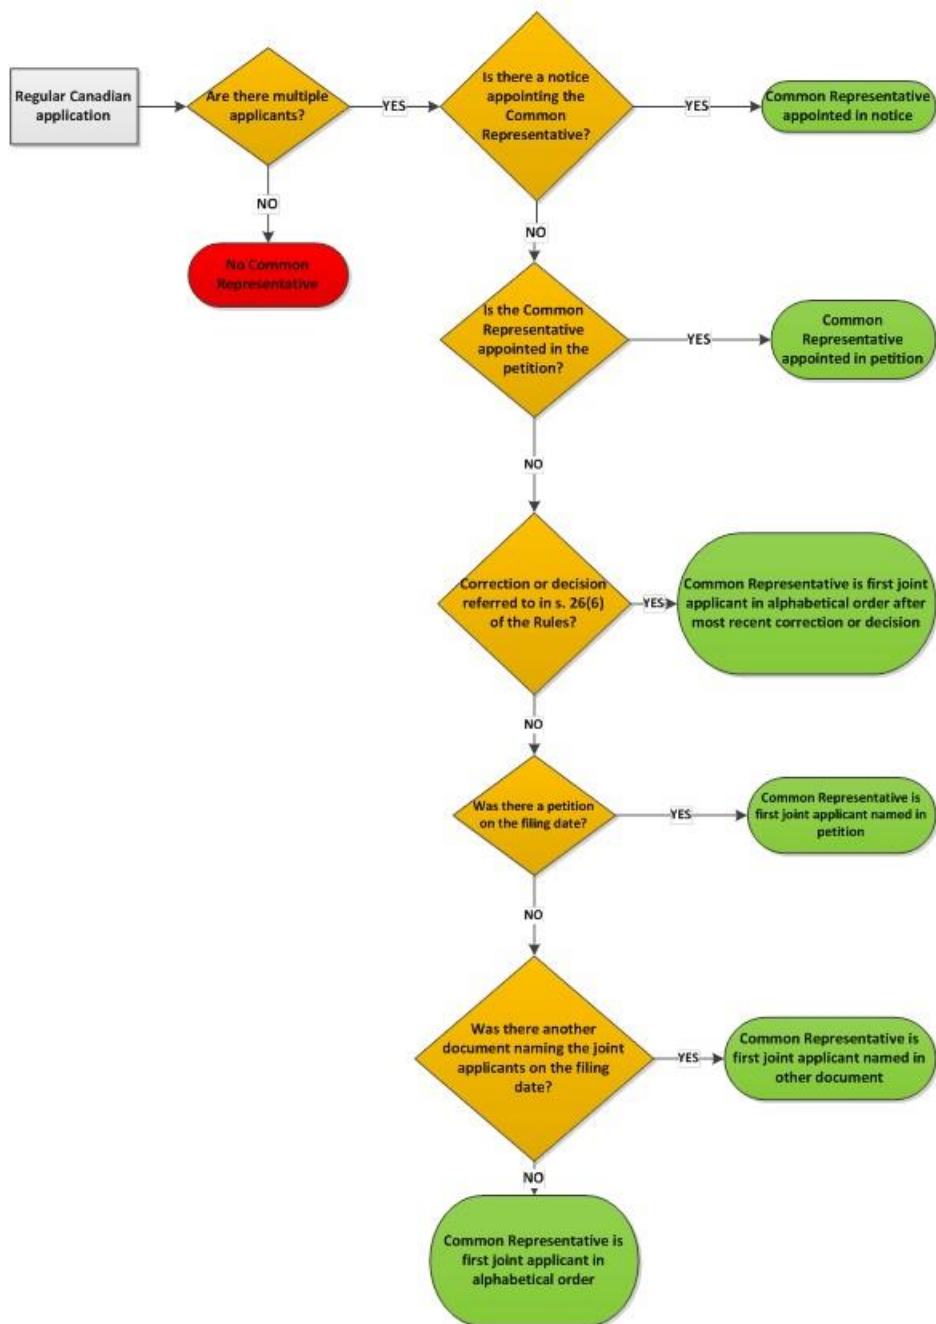 Regular Canadian
application
Are there multiple
applicants?
YES
Is there a notice
appointing the
Common
Representative?
YES
Common Representative
appointed in notice
NO
No Common
Representative
NO
Is the Common
Representative
appointed in the
petition?
YES
Common
Representative
appointed in petition
NO
Correction or decision
referred to in s. 26(6)
of the Rules?
YES
Common Representative is first joint
applicant in alphabetical order after
most recent correction or decision
NO
Was there a petition
on the filing date?
YES
Common Representative is
first joint applicant named in
petition
NO
Was there another
document naming the joint
applicants on the filing
date?
YES
Common Representative is
first joint applicant named in
other document
NO
Common Representative is
first joint applicant in
alphabetical order